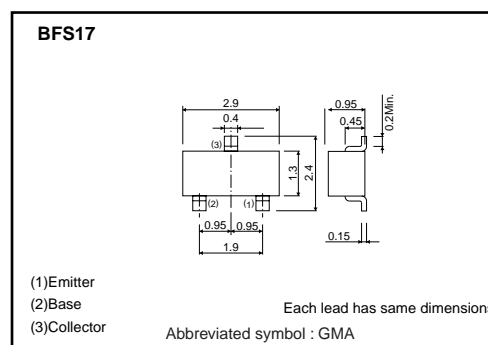 BFS17
2.9
0.4
(3)
(2)
(1)
1.3
2.4
0.95 0.95
1.9
0.95
0.45
0.2Min.
0.15
(1)Emitter
(2)Base
(3)Collector
Each lead has same dimensions
Abbreviated symbol : GMA